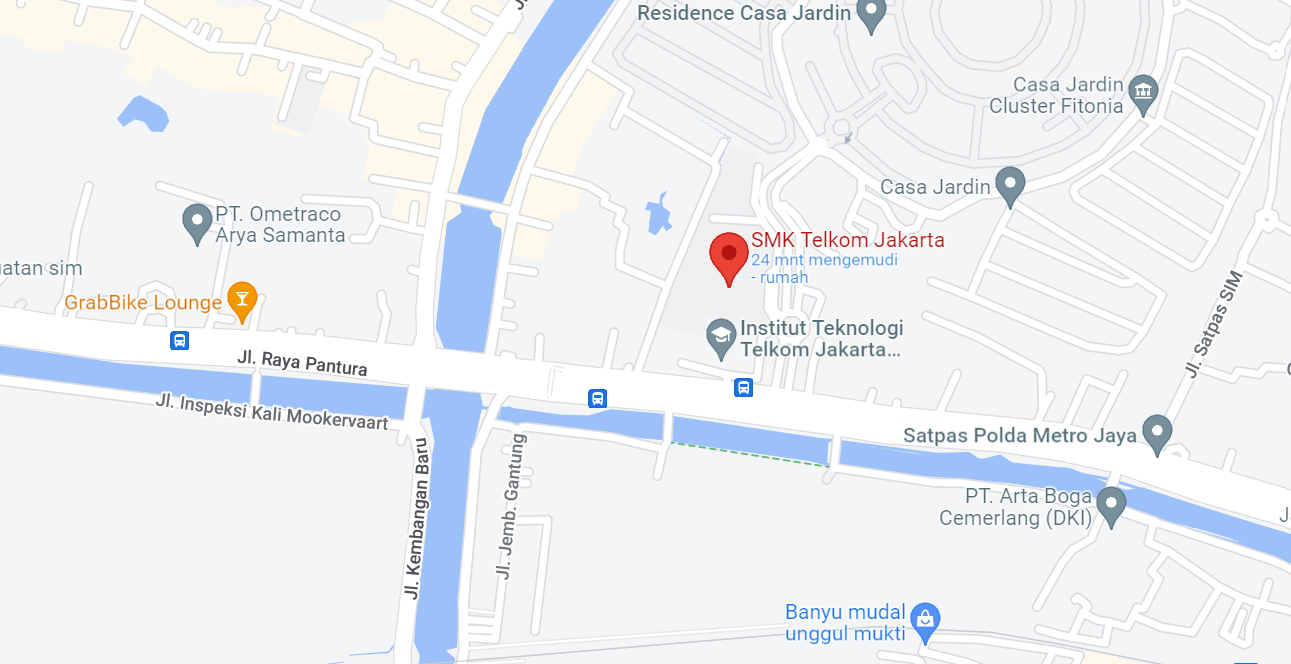 Residence Casa Jardin
Casa Jardin
Cluster Fitonia
Casa Jardin
PT. Ometraco
Arya Samanta
SMK Telkom Jakarta
24 mnt mengemudi
- rumah
uatan sim
GrabBike Lounge
Jl. Satpas SIM
Institut Teknologi
Telkom Jakarta...
Jl. Raya Pantura
Jl. Inspeksi Kali Mookervaart
Satpas Polda Metro Jaya
Jl. Kembangan Baru
Jl. Jemb. Gantung
PT. Arta Boga
Cemerlang (DKI)
Banyu mudal
unggul mukti